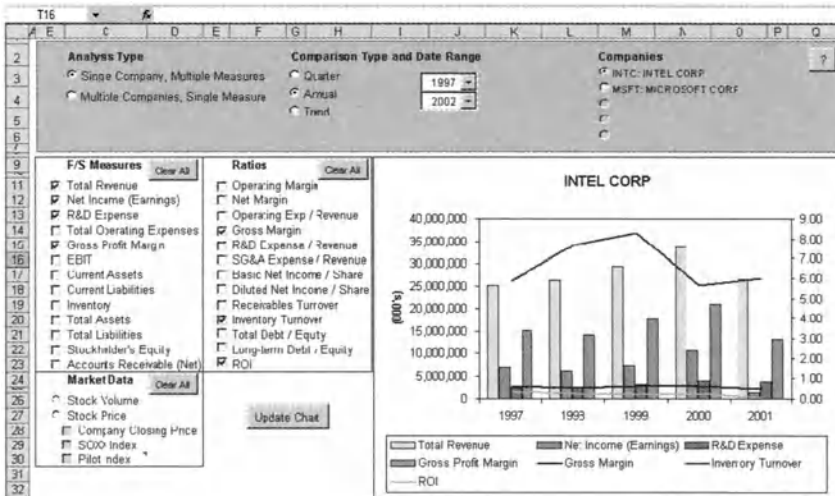 T16 fx
A B C D E F G H I J K L M N O P Q
2 Analysis Type Comparison Type and Date Range Companies ?
3 Single Company, Multiple Measures Quarter 1997 INTC: INTEL CORP
4 Multiple Companies, Single Measure Annual 2002 MSFT: MICROSOFT CORP
5 Trend
6
7
9 F/S Measures Clear All Ratios Clear All
11 Total Revenue Operating Margin
12 Net Income (Earnings) Net Margin
13 R&D Expense Operating Exp / Revenue
14 Total Operating Expenses Gross Margin
15 Gross Profit Margin R&D Expense / Revenue
16 EBIT SG&A Expense / Revenue
17 Current Assets Basic Net Income / Share
18 Current Liabilities Diluted Net Income / Share
19 Inventory Receivables Turnover
20 Total Assets Inventory Turnover
21 Total Liabilities Total Debt / Equity
22 Stockholder's Equity Long-term Debt / Equity
23 Accounts Receivable (Net) ROI
24 Market Data Clear All
26 Stock Volume
27 Stock Price Update Chart
28 Company Closing Price
29 SOXX Index
30 Pilot Index
31
32
INTEL CORP
40,000,000 9.00
35,000,000 8.00
30,000,000 7.00
25,000,000 6.00
20,000,000 5.00
15,000,000 4.00
10,000,000 3.00
5,000,000 2.00
0 1.00
0.00
(000's)
1997 1998 1999 2000 2001
Total Revenue Net Income (Earnings) R&D Expense
Gross Profit Margin Gross Margin Inventory Turnover
ROI